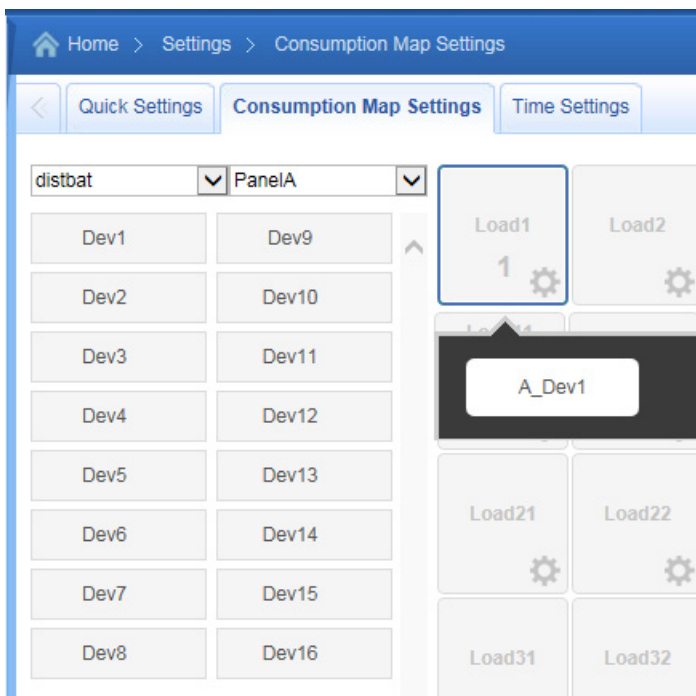 Home > Settings > Consumption Map Settings
Quick Settings Consumption Map Settings Time Settings
distbat PanelA
Dev1 Dev9
Dev2 Dev10
Dev3 Dev11
Dev4 Dev12
Dev5 Dev13
Dev6 Dev14
Dev7 Dev15
Dev8 Dev16
Load1 Load2
1
A_Dev1
Load21 Load22
Load31 Load32